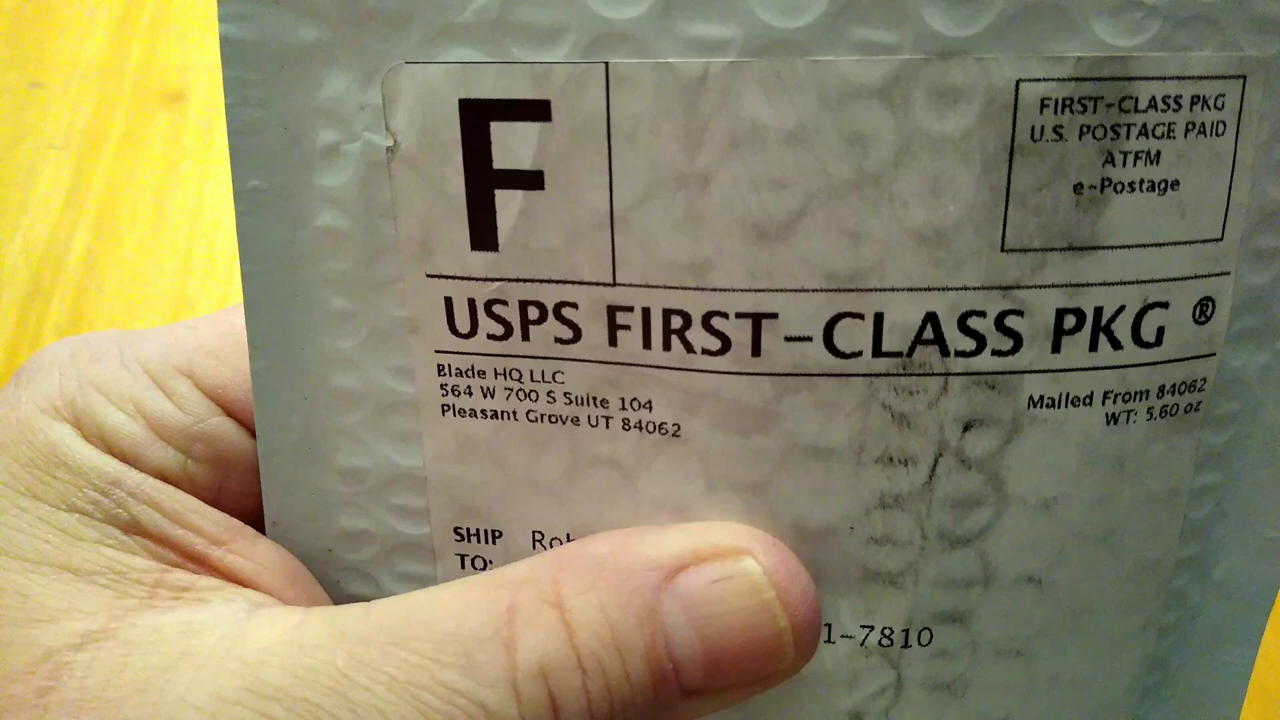 F
FIRST-CLASS PKG
U.S. POSTAGE PAID
ATFM
e-Postage
USPS FIRST-CLASS PKG ®
Blade HQ LLC
564 W 700 S Suite 104
Pleasant Grove UT 84062
Mailed From 84062
WT: 5.60 oz
SHIP
TO:
1-7810